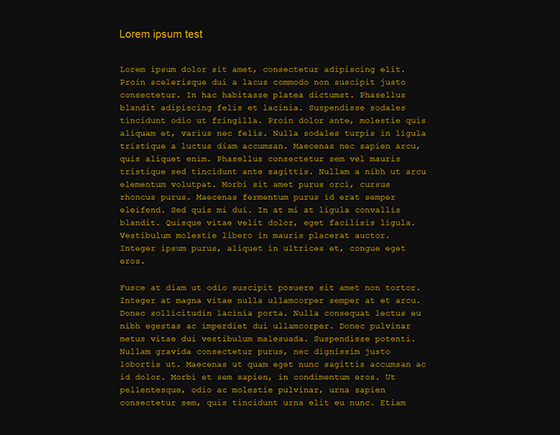 Lorem ipsum test
Lorem ipsum dolor sit amet, consectetur adipiscing elit.
Proin scelerisque dui a lacus commodo non suscipit justo
consectetur. In hac habitasse platea dictumst. Phasellus
blandit adipiscing felis et lacinia. Suspendisse sodales
tincidunt odio ut fringilla. Proin dolor ante, molestie quis
aliquam et, varius nec felis. Nulla sodales turpis in ligula
tristique a luctus diam accumsan. Maecenas nec sapien arcu,
quis aliquet enim. Phasellus consectetur sem vel mauris
tristique sed tincidunt ante sagittis. Nullam a nibh ut arcu
elementum volutpat. Morbi sit amet purus orci, cursus
rhoncus purus. Maecenas fermentum purus id erat semper
eleifend. Sed quis mi dui. In at mi at ligula convallis
blandit. Quisque vitae velit dolor, eget facilisis ligula.
Vestibulum molestie libero in mauris placerat auctor.
Integer ipsum purus, aliquet in ultrices et, congue eget
eros.
Fusce at diam ut odio suscipit posuere sit amet non tortor.
Integer at magna vitae nulla ullamcorper semper at et arcu.
Donec sollicitudin lacinia porta. Nulla consequat lectus eu
nibh egestas ac imperdiet dui ullamcorper. Donec pulvinar
metus vitae dui vestibulum malesuada. Suspendisse potenti.
Nullam gravida consectetur purus, nec dignissim justo
lobortis ut. Maecenas ut quam eget nunc sagittis accumsan ac
id dolor. Morbi et sem sapien, in condimentum eros. Ut
pellentesque, odio ac molestie pulvinar, urna sapien
consectetur sem, quis tincidunt urna elit eu nunc. Etiam